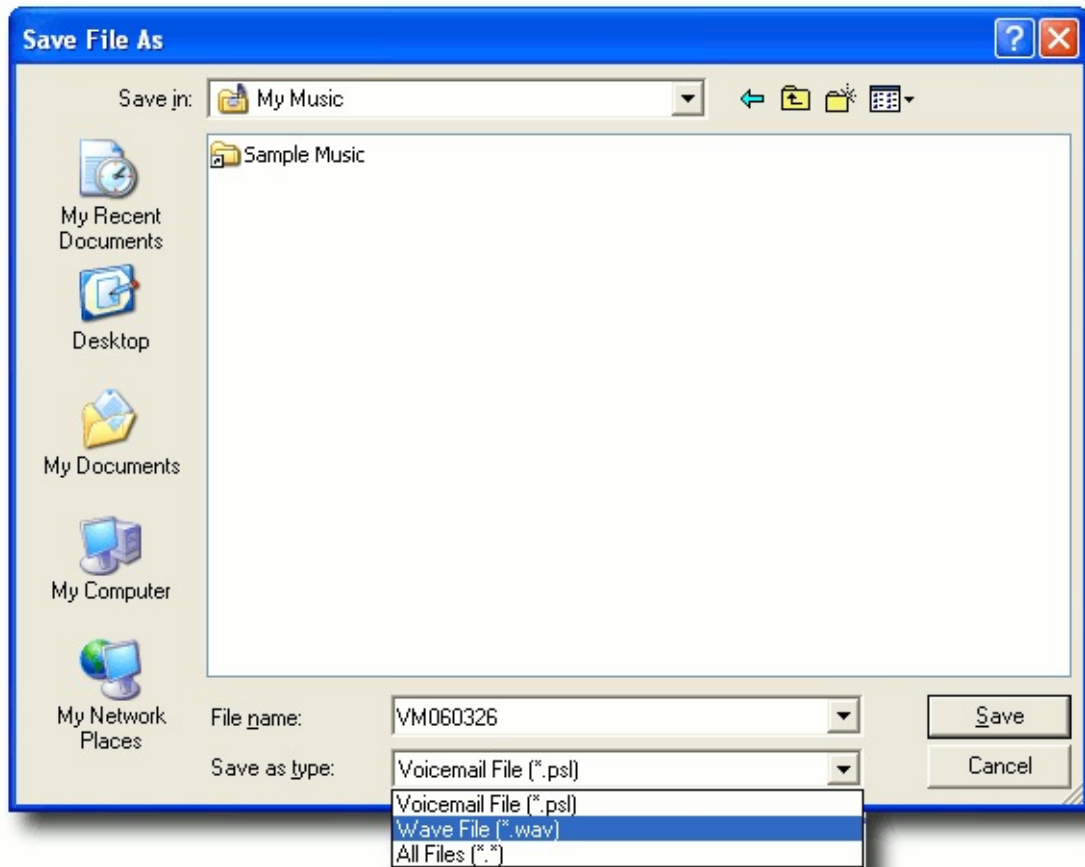 Save File As
Save in:
My Music
Sample Music
My Recent
Documents
Desktop
My Documents
My Computer
My Network
Places
File name:
VM060326
Save
Save as type:
Voicemail File (*.psl)
Cancel
Voicemail File (*.psl)
Wave File (*.wav)
All Files (*.*)